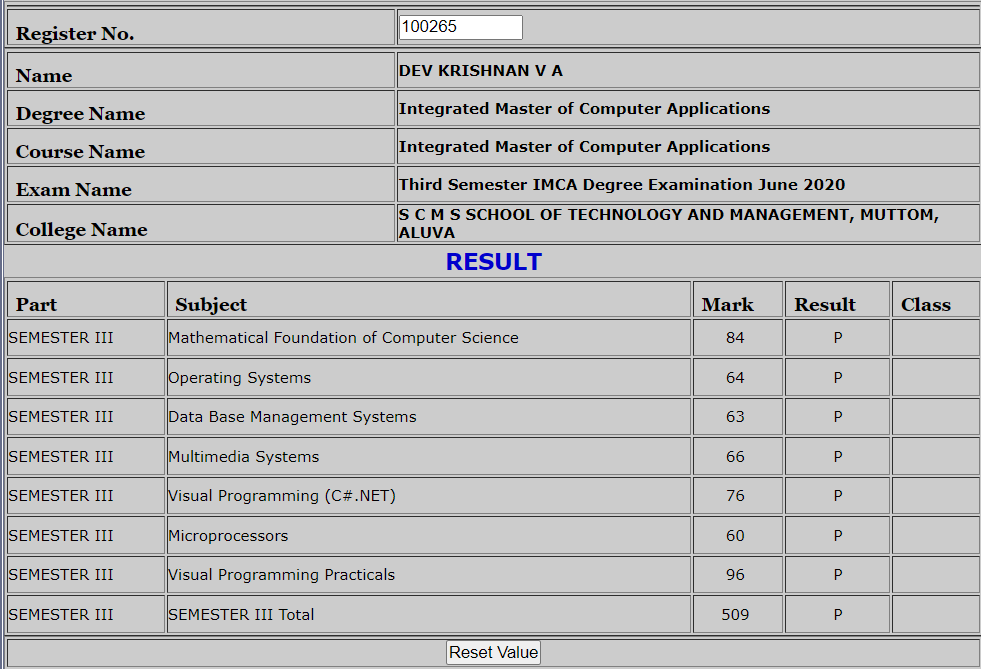 Register No. 100265
Name DEV KRISHNAN V A
Degree Name Integrated Master of Computer Applications
Course Name Integrated Master of Computer Applications
Exam Name Third Semester IMCA Degree Examination June 2020
College Name S C M S SCHOOL OF TECHNOLOGY AND MANAGEMENT, MUTTOM,
ALUVA
RESULT
Part Subject Mark Result Class
SEMESTER III Mathematical Foundation of Computer Science 84 P
SEMESTER III Operating Systems 64 P
SEMESTER III Data Base Management Systems 63 P
SEMESTER III Multimedia Systems 66 P
SEMESTER III Visual Programming (C#.NET) 76 P
SEMESTER III Microprocessors 60 P
SEMESTER III Visual Programming Practicals 96 P
SEMESTER III SEMESTER III Total 509 P
Reset Value